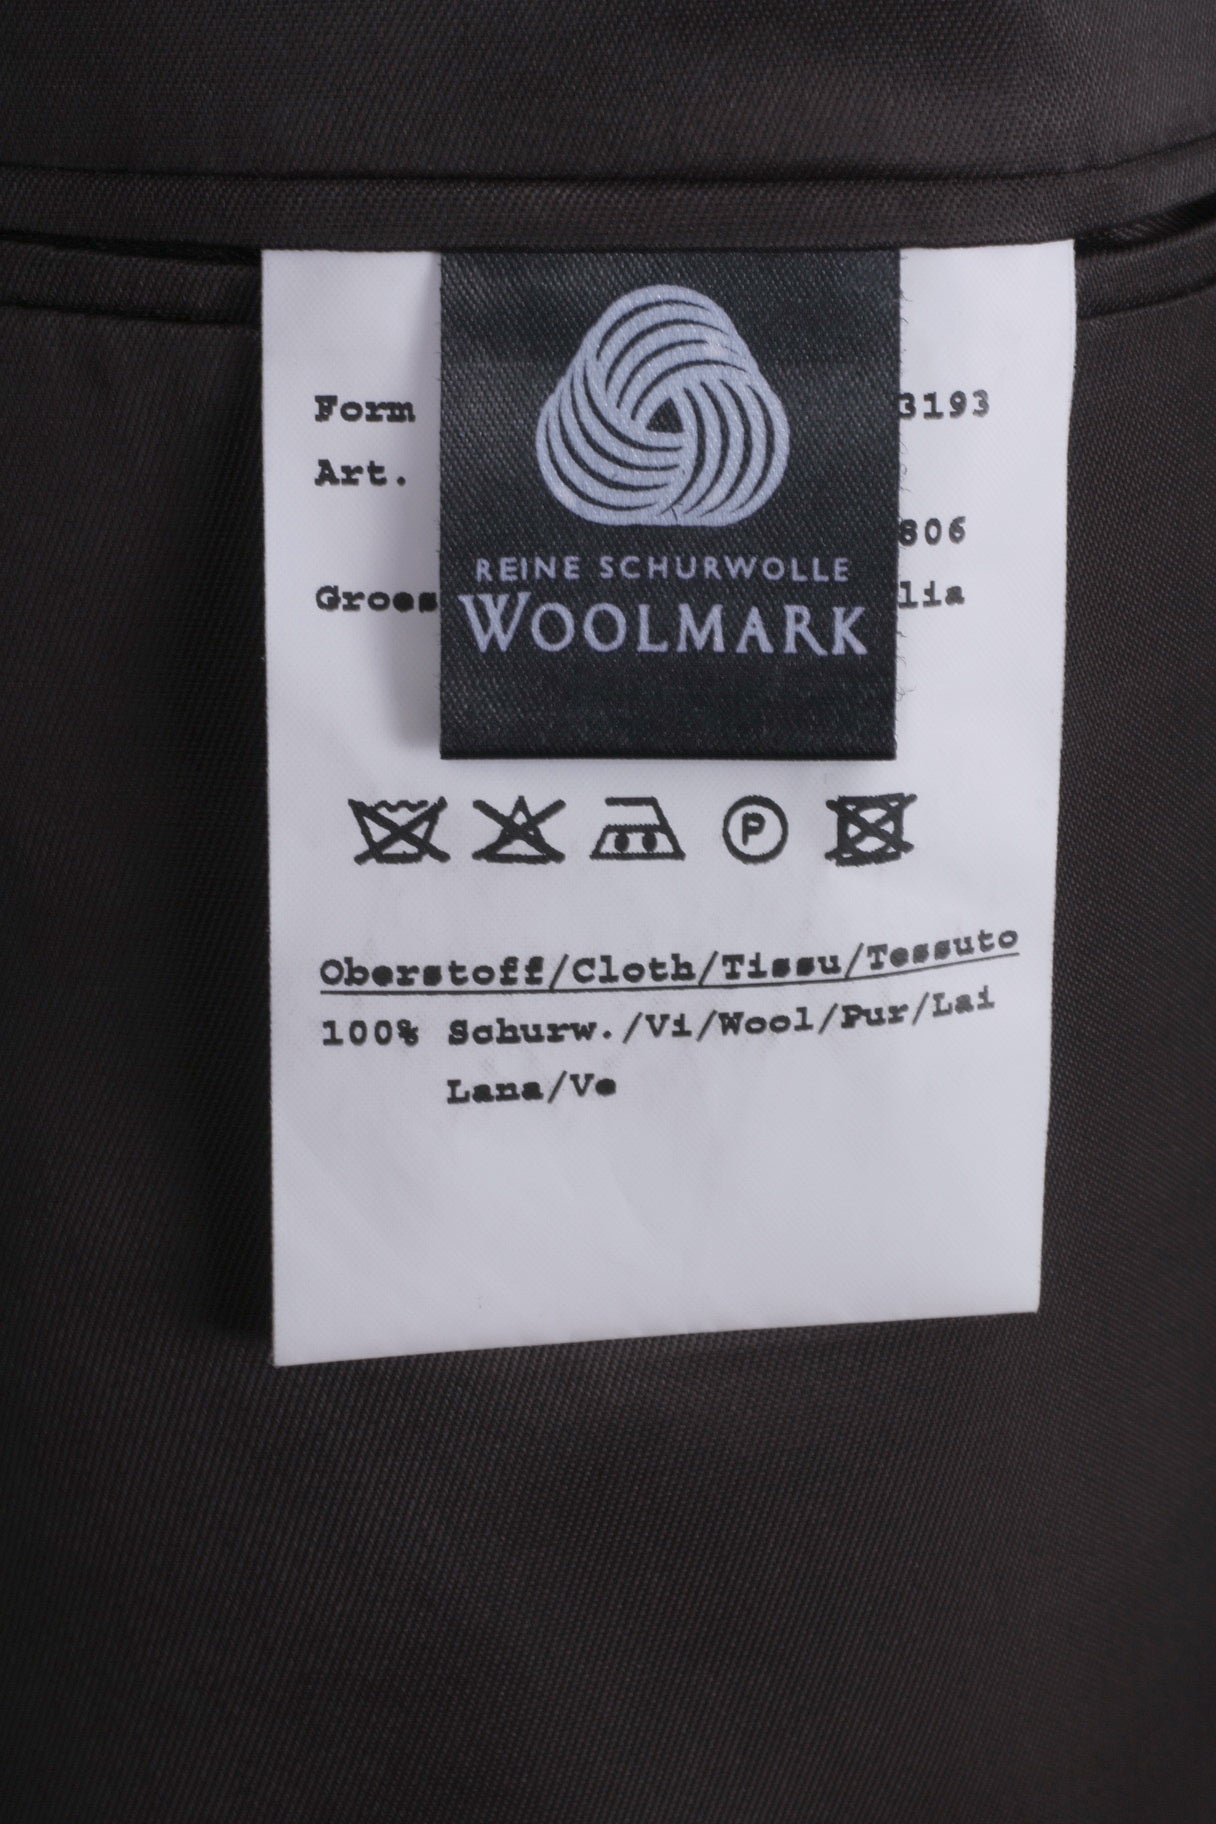 Form 3193
Art.
806
lia
REINE SCHURWOLLE
WOOLMARK
P
Oberstoff/Cloth/Tissu/Tessuto
100% Schurw./Vi/Wool/Pur/Lai
Lana/Ve